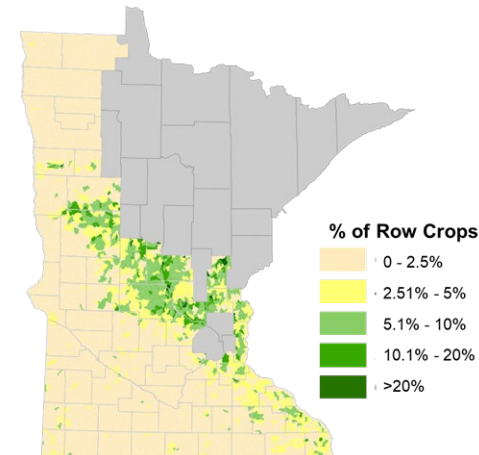 % of Row Crops
0 - 2.5%
2.51% - 5%
5.1% - 10%
10.1% - 20%
>20%